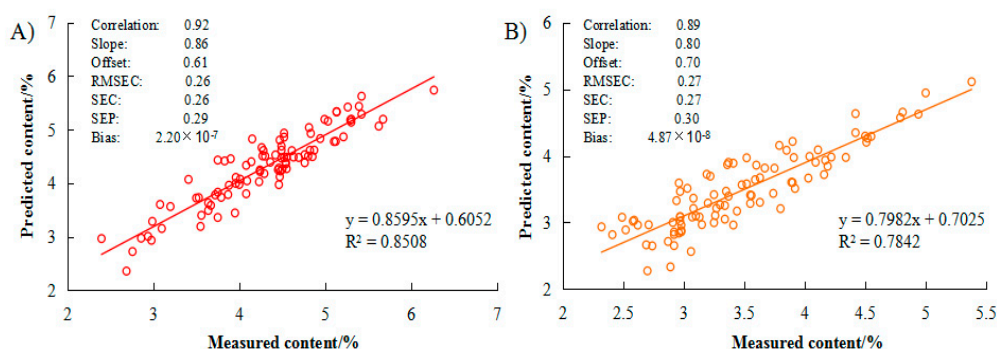 A)
Correlation: 0.92
Slope: 0.86
Offset: 0.61
RMSEC: 0.26
SEC: 0.26
SEP: 0.29
Bias: 2.20×10⁻⁷
Predicted content/%
7
6
5
4
3
2
y = 0.8595x + 0.6052
R² = 0.8508
2 3 4 5 6 7
Measured content/%
B)
Correlation: 0.89
Slope: 0.80
Offset: 0.70
RMSEC: 0.27
SEC: 0.27
SEP: 0.30
Bias: 4.87×10⁻⁸
Predicted content/%
6
5
4
3
2
y = 0.7982x + 0.7025
R² = 0.7842
2 2.5 3 3.5 4 4.5 5 5.5
Measured content/%